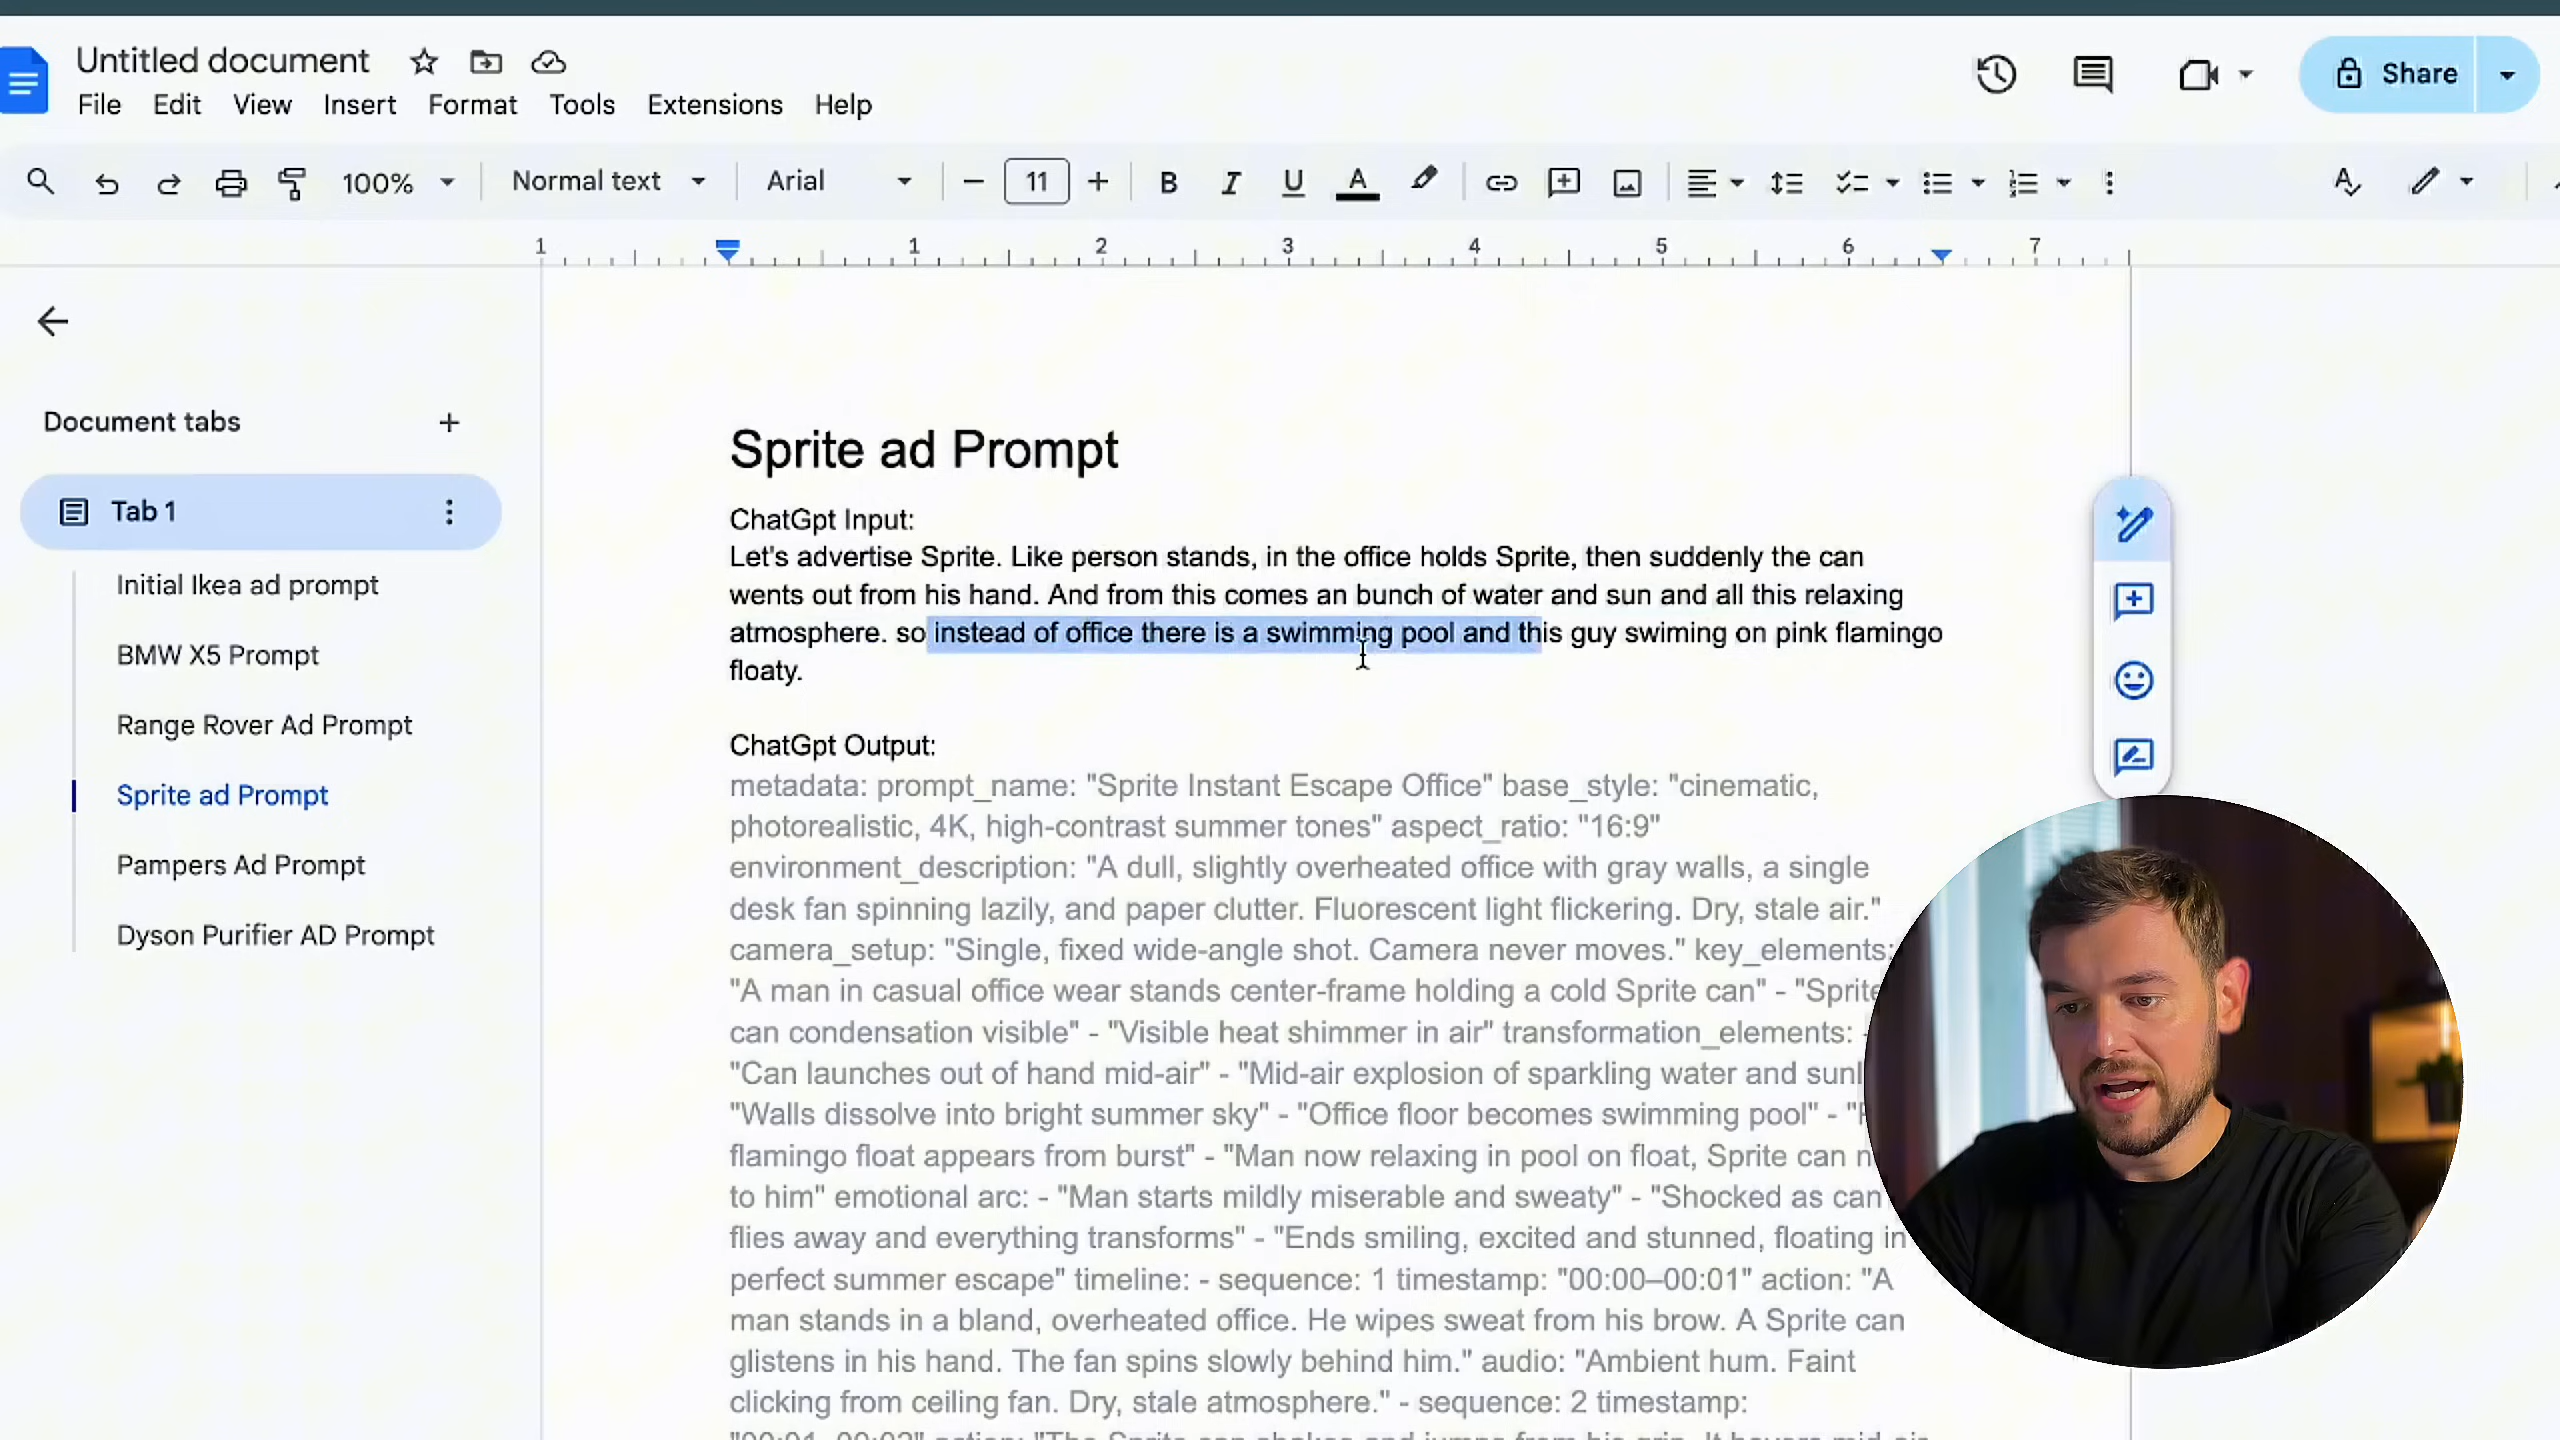 Untitled document
File Edit View Insert Format Tools Extensions Help
Share
100% Normal text Arial 11 B I U A
1 1 2 3 4 5 6 7
Document tabs
Tab 1
Initial Ikea ad prompt
BMW X5 Prompt
Range Rover Ad Prompt
Sprite ad Prompt
Pampers Ad Prompt
Dyson Purifier AD Prompt
Sprite ad Prompt
ChatGpt Input:
Let's advertise Sprite. Like person stands, in the office holds Sprite, then suddenly the can
wents out from his hand. And from this comes an bunch of water and sun and all this relaxing
atmosphere. so instead of office there is a swimming pool and this guy swiming on pink flamingo
floaty.
ChatGpt Output:
metadata: prompt_name: "Sprite Instant Escape Office" base_style: "cinematic,
photorealistic, 4K, high-contrast summer tones" aspect_ratio: "16:9"
environment_description: "A dull, slightly overheated office with gray walls, a single
desk fan spinning lazily, and paper clutter. Fluorescent light flickering. Dry, stale air."
camera_setup: "Single, fixed wide-angle shot. Camera never moves." key_elements:
"A man in casual office wear stands center-frame holding a cold Sprite can" - "Sprite
can condensation visible" - "Visible heat shimmer in air" transformation_elements: -
"Can launches out of hand mid-air" - "Mid-air explosion of sparkling water and
"Walls dissolve into bright summer sky" - "Office floor becomes swimming pool" -
flamingo float appears from burst" - "Man now relaxing in pool on float, Sprite can
to him" emotional arc: - "Man starts mildly miserable and sweaty" - "Shocked as can
flies away and everything transforms" - "Ends smiling, excited and stunned, floating in
perfect summer escape" timeline: - sequence: 1 timestamp: "00:00–00:01" action: "A
man stands in a bland, overheated office. He wipes sweat from his brow. A Sprite can
glistens in his hand. The fan spins slowly behind him." audio: "Ambient hum. Faint
clicking from ceiling fan. Dry, stale atmosphere." - sequence: 2 timestamp: